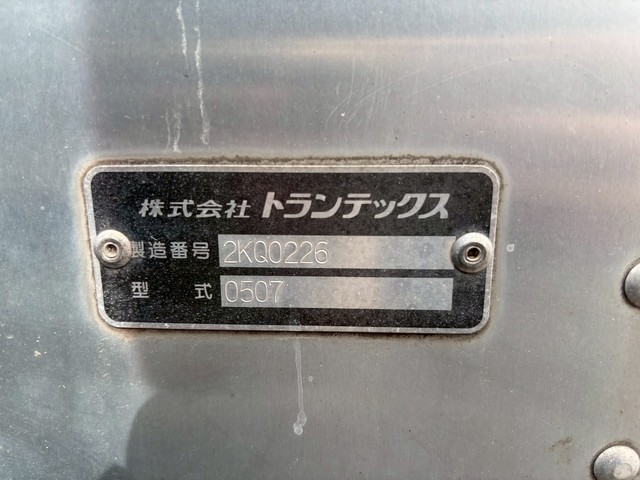 株式会社 トランテックス
製造番号 2KQ0226
型式 0507